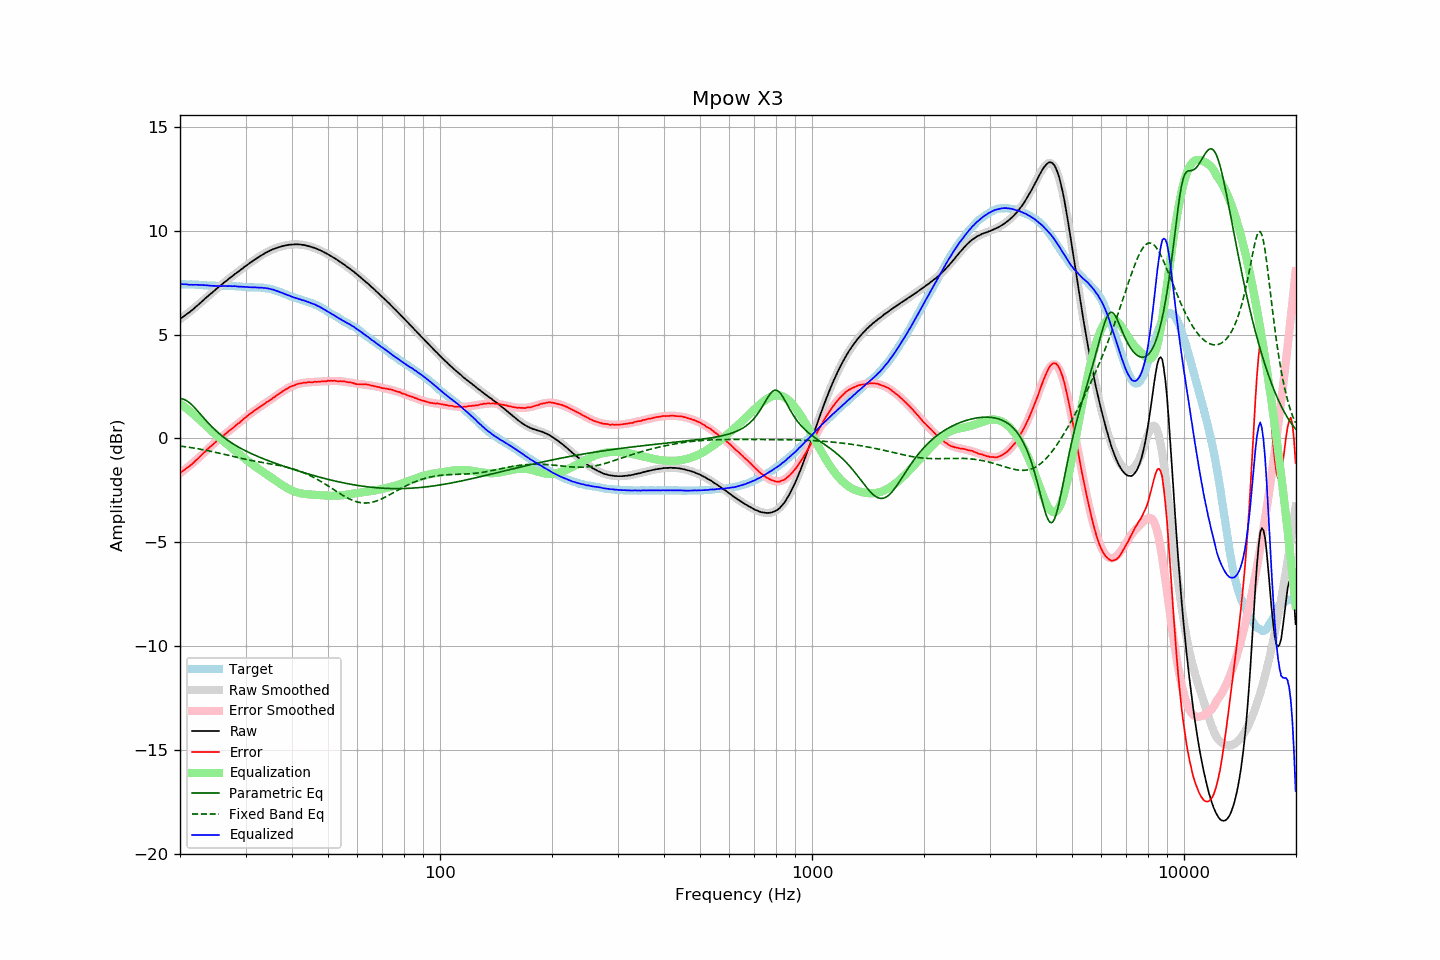 Mpow X3
15
10
5
0
−5
−10
−15
−20
Amplitude (dBr)
Target
Raw Smoothed
Error Smoothed
Raw
Error
Equalization
Parametric Eq
Fixed Band Eq
Equalized
100
1000
10000
Frequency (Hz)